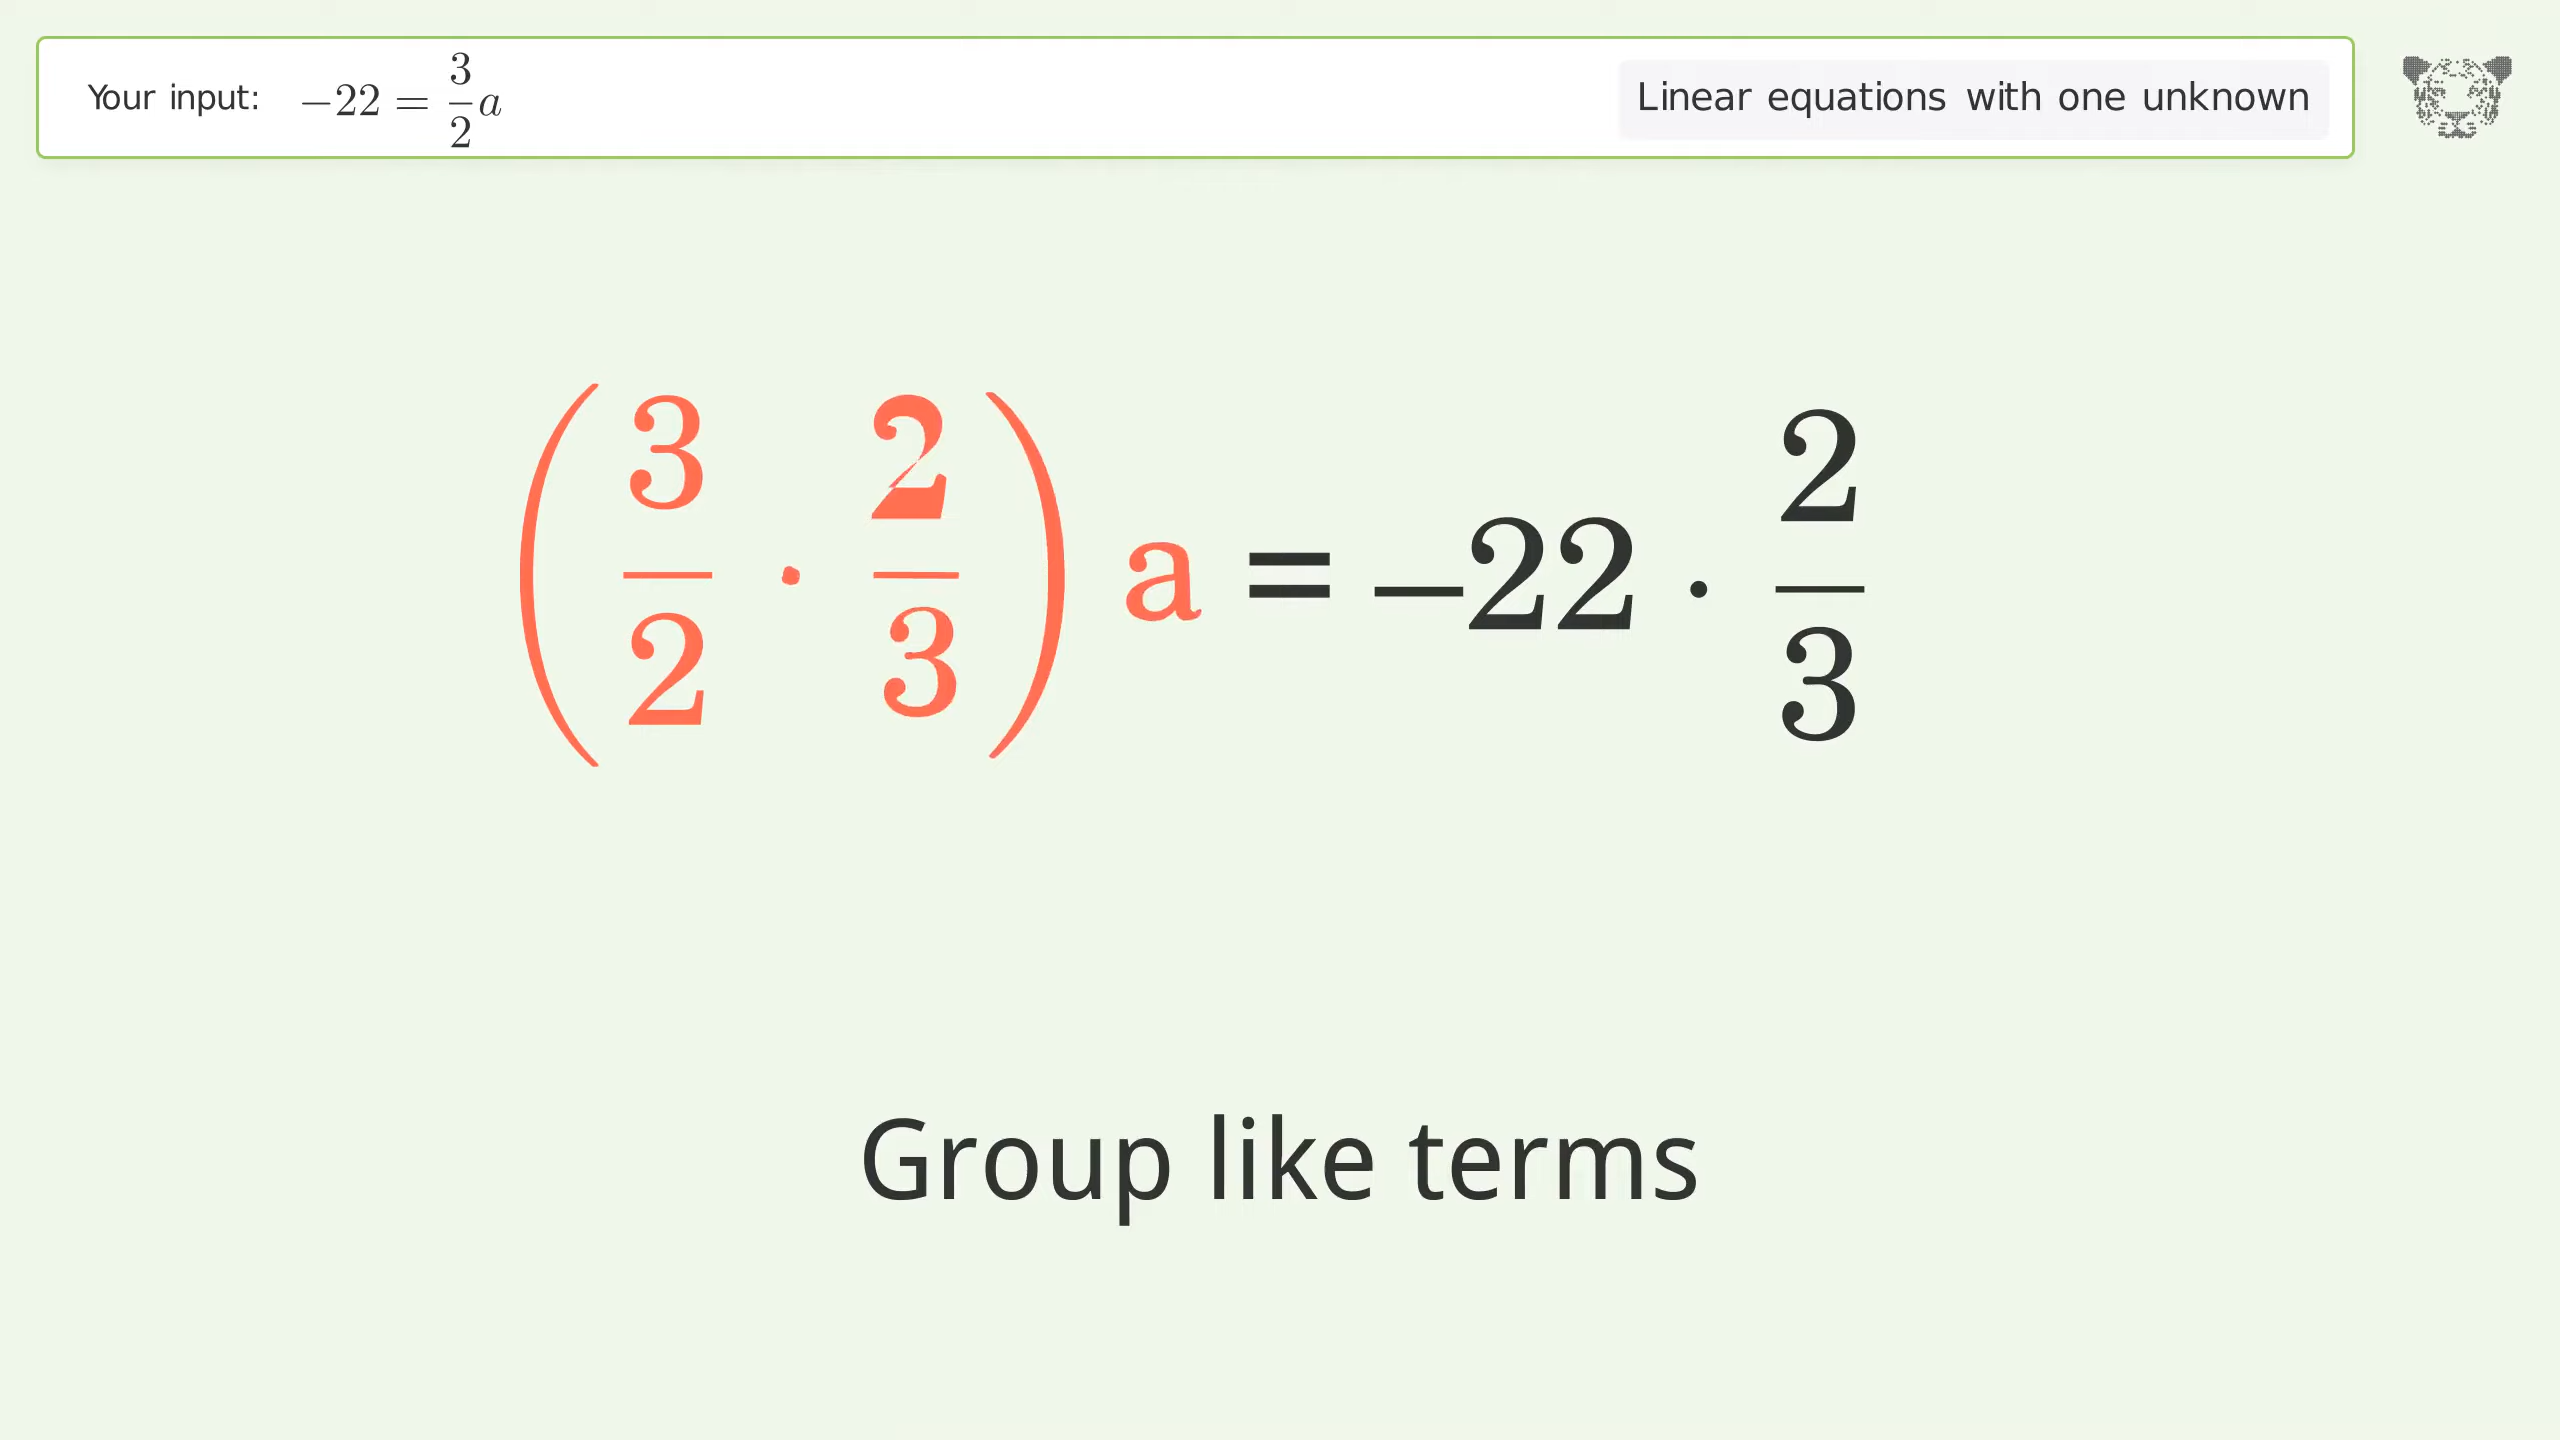 Your input: −22 = 3/2 a
Linear equations with one unknown
(3/2 · 2/3) a = −22 · 2/3
Group like terms